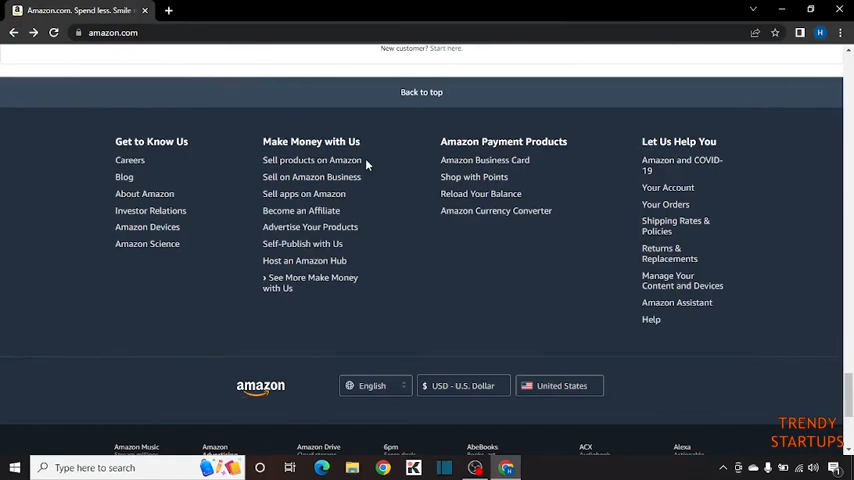 Amazon.com. Spend less. Smile
amazon.com
H
New customer? Start here.
Back to top
Get to Know Us
Careers
Blog
About Amazon
Investor Relations
Amazon Devices
Amazon Science
Make Money with Us
Sell products on Amazon
Sell on Amazon Business
Sell apps on Amazon
Become an Affiliate
Advertise Your Products
Self-Publish with Us
Host an Amazon Hub
› See More Make Money
with Us
Amazon Payment Products
Amazon Business Card
Shop with Points
Reload Your Balance
Amazon Currency Converter
Let Us Help You
Amazon and COVID-
19
Your Account
Your Orders
Shipping Rates &
Policies
Returns &
Replacements
Manage Your
Content and Devices
Amazon Assistant
Help
amazon
English
$ USD - U.S. Dollar
United States
Amazon Music
Amazon
Amazon Drive
6pm
AbeBooks
ACX
Alexa
TRENDY
STARTUPS
Type here to search